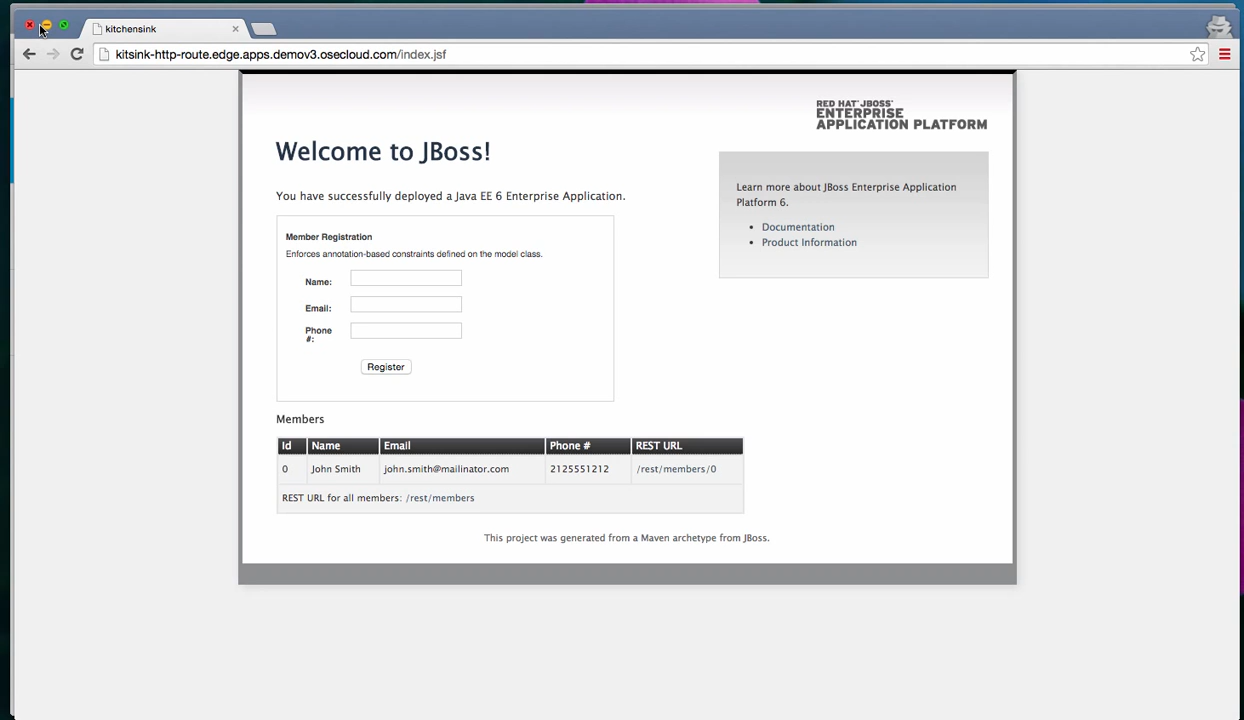 kitchensink
kitsink-http-route.edge.apps.demov3.osecloud.com/index.jsf
RED HAT® JBOSS®
ENTERPRISE
APPLICATION PLATFORM
Welcome to JBoss!
You have successfully deployed a Java EE 6 Enterprise Application.
Learn more about JBoss Enterprise Application
Platform 6.
• Documentation
• Product Information
Member Registration
Enforces annotation-based constraints defined on the model class.
Name:
Email:
Phone
#:
Register
Members
Id Name Email Phone # REST URL
0 John Smith john.smith@mailinator.com 2125551212 /rest/members/0
REST URL for all members: /rest/members
This project was generated from a Maven archetype from JBoss.